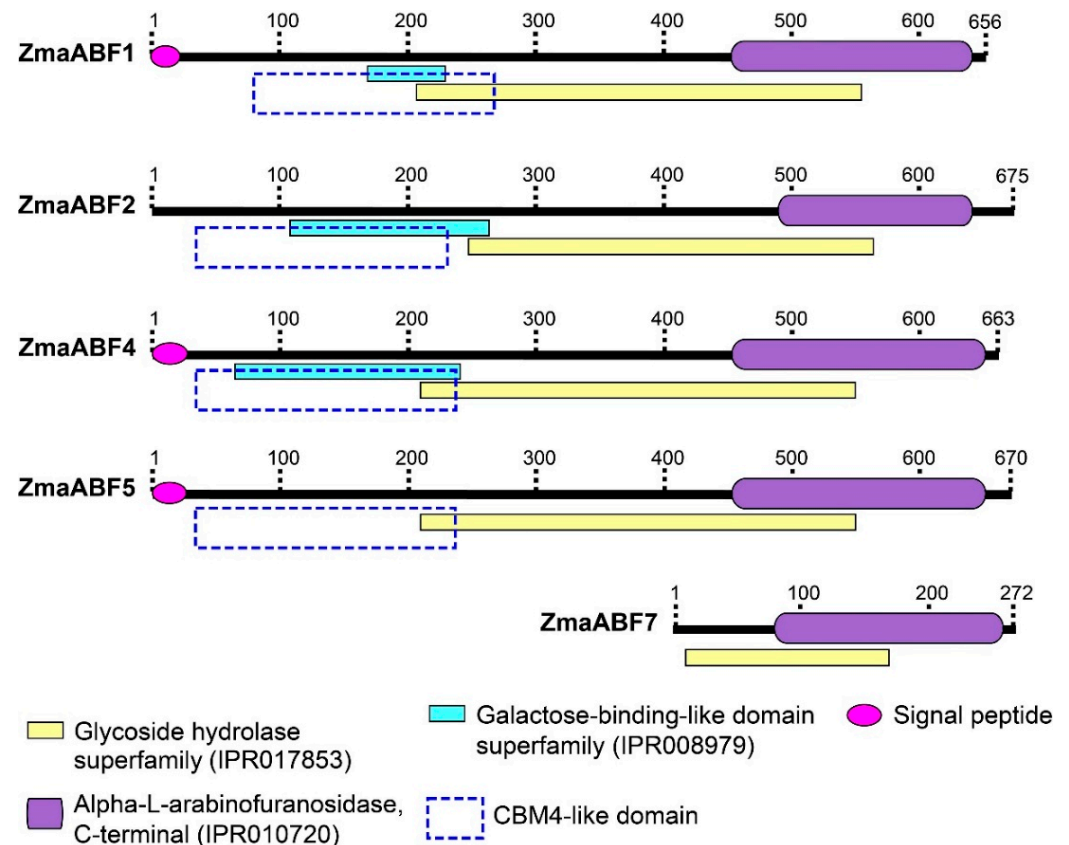 1 100 200 300 400 500 600 656
ZmaABF1
1 100 200 300 400 500 600 675
ZmaABF2
1 100 200 300 400 500 600 663
ZmaABF4
1 100 200 300 400 500 600 670
ZmaABF5
1 100 200 272
ZmaABF7
Glycoside hydrolase
superfamily (IPR017853)
Galactose-binding-like domain
superfamily (IPR008979)
Signal peptide
Alpha-L-arabinofuranosidase,
C-terminal (IPR010720)
CBM4-like domain